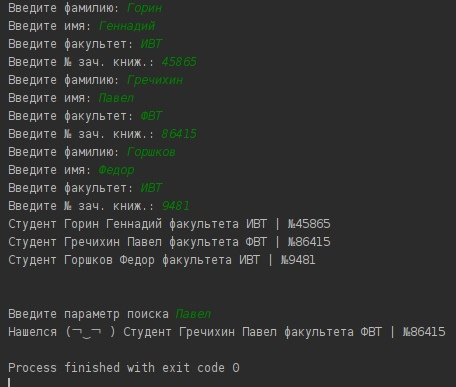 Введите фамилию: Горин
Введите имя: Геннадий
Введите факультет: ИВТ
Введите № зач. книж.: 45865
Введите фамилию: Гречихин
Введите имя: Павел
Введите факультет: ФВТ
Введите № зач. книж.: 86415
Введите фамилию: Горшков
Введите имя: Федор
Введите факультет: ИВТ
Введите № зач. книж.: 9481
Студент Горин Геннадий факультета ИВТ | №45865
Студент Гречихин Павел факультета ФВТ | №86415
Студент Горшков Федор факультета ИВТ | №9481
Введите параметр поиска Павел
Нашелся (¬‿¬ ) Студент Гречихин Павел факультета ФВТ | №86415
Process finished with exit code 0